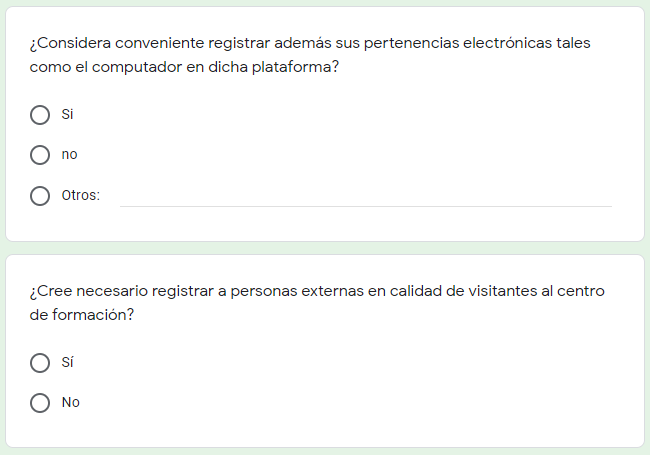 ¿Considera conveniente registrar además sus pertenencias electrónicas tales
como el computador en dicha plataforma?
Si
no
Otros:
¿Cree necesario registrar a personas externas en calidad de visitantes al centro
de formación?
Sí
No